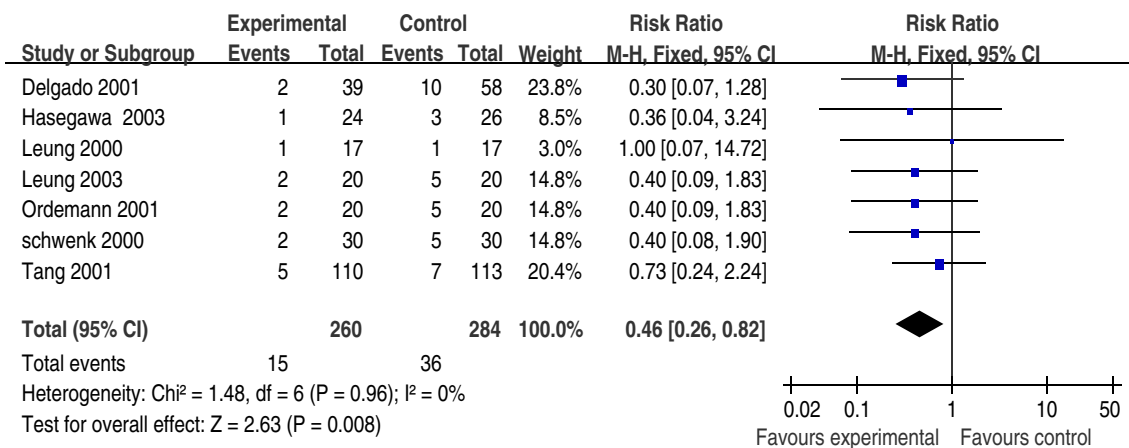 Experimental Control Risk Ratio Risk Ratio
Study or Subgroup Events Total Events Total Weight M-H, Fixed, 95% CI M-H, Fixed, 95% CI
Delgado 2001 2 39 10 58 23.8% 0.30 [0.07, 1.28]
Hasegawa 2003 1 24 3 26 8.5% 0.36 [0.04, 3.24]
Leung 2000 1 17 1 17 3.0% 1.00 [0.07, 14.72]
Leung 2003 2 20 5 20 14.8% 0.40 [0.09, 1.83]
Ordemann 2001 2 20 5 20 14.8% 0.40 [0.09, 1.83]
schwenk 2000 2 30 5 30 14.8% 0.40 [0.08, 1.90]
Tang 2001 5 110 7 113 20.4% 0.73 [0.24, 2.24]
Total (95% CI) 260 284 100.0% 0.46 [0.26, 0.82]
Total events 15 36
Heterogeneity: Chi² = 1.48, df = 6 (P = 0.96); I² = 0%
Test for overall effect: Z = 2.63 (P = 0.008)
0.02 0.1 1 10 50
Favours experimental Favours control